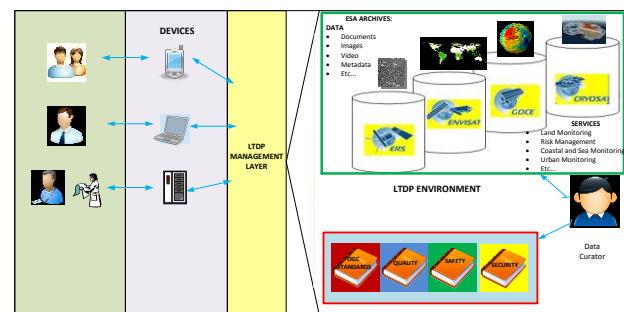 DEVICES
LTDP
MANAGEMENT
LAYER
ESA ARCHIVES:
DATA
• Documents
• Images
• Video
• Metadata
• Etc...
ERS
ENVISAT
GOCE
CRYOSAT
SERVICES
• Land Monitoring
• Risk Management
• Coastal and Sea Monitoring
• Urban Monitoring
• Etc...
LTDP ENVIRONMENT
OGC
STANDARDS
QUALITY
SAFETY
SECURITY
Data
Curator